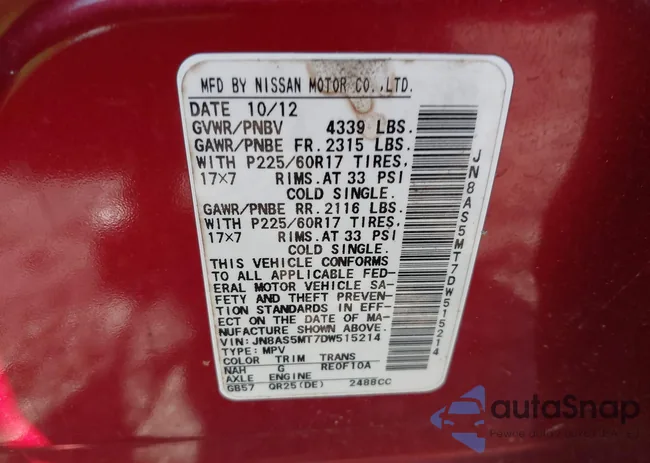 MFD BY NISSAN MOTOR CO.,LTD.
DATE 10/12
GVWR/PNBV 4339 LBS.
GAWR/PNBE FR. 2315 LBS.
WITH P225/60R17 TIRES,
17×7 RIMS.AT 33 PSI
COLD SINGLE.
GAWR/PNBE RR. 2116 LBS.
WITH P225/60R17 TIRES,
17×7 RIMS.AT 33 PSI
COLD SINGLE.
THIS VEHICLE CONFORMS
TO ALL APPLICABLE FED-
ERAL MOTOR VEHICLE SA-
FETY AND THEFT PREVEN-
TION STANDARDS IN EFF-
ECT ON THE DATE OF MA-
NUFACTURE SHOWN ABOVE.
VIN: JN8AS5MT7DW515214
TYPE: MPV
COLOR TRIM TRANS
NAH G RE0F10A
AXLE ENGINE
GB57 QR25(DE) 2488CC
JN8AS5MT7DW515214
autoSnap